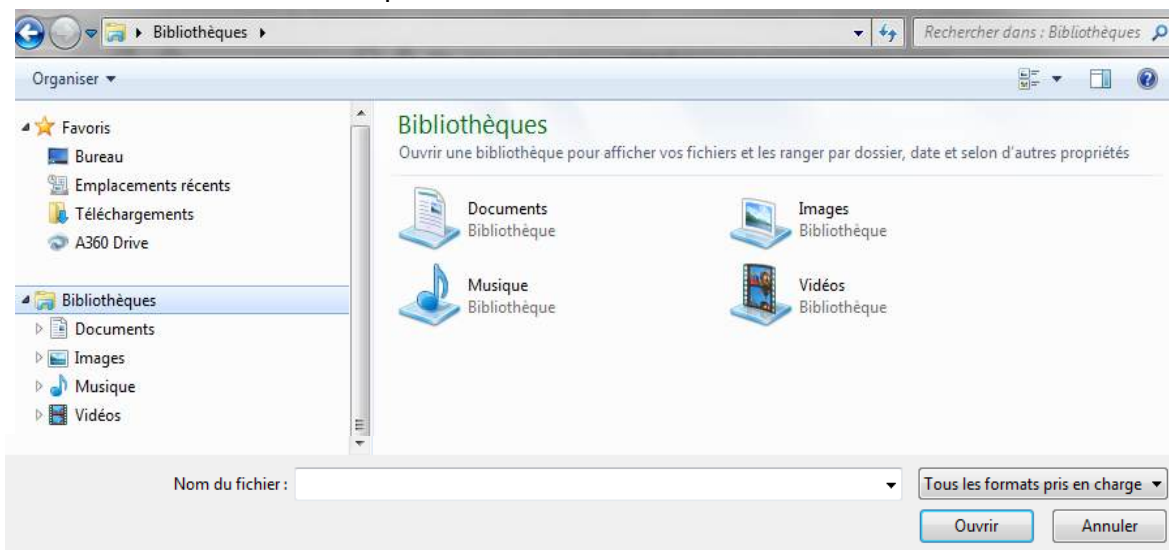 Bibliothèques
Rechercher dans : Bibliothèques
Organiser
Favoris
Bureau
Emplacements récents
Téléchargements
A360 Drive
Bibliothèques
Documents
Images
Musique
Vidéos
Bibliothèques
Ouvrir une bibliothèque pour afficher vos fichiers et les ranger par dossier, date et selon d'autres propriétés
Documents
Bibliothèque
Images
Bibliothèque
Musique
Bibliothèque
Vidéos
Bibliothèque
Nom du fichier :
Tous les formats pris en charge
Ouvrir
Annuler